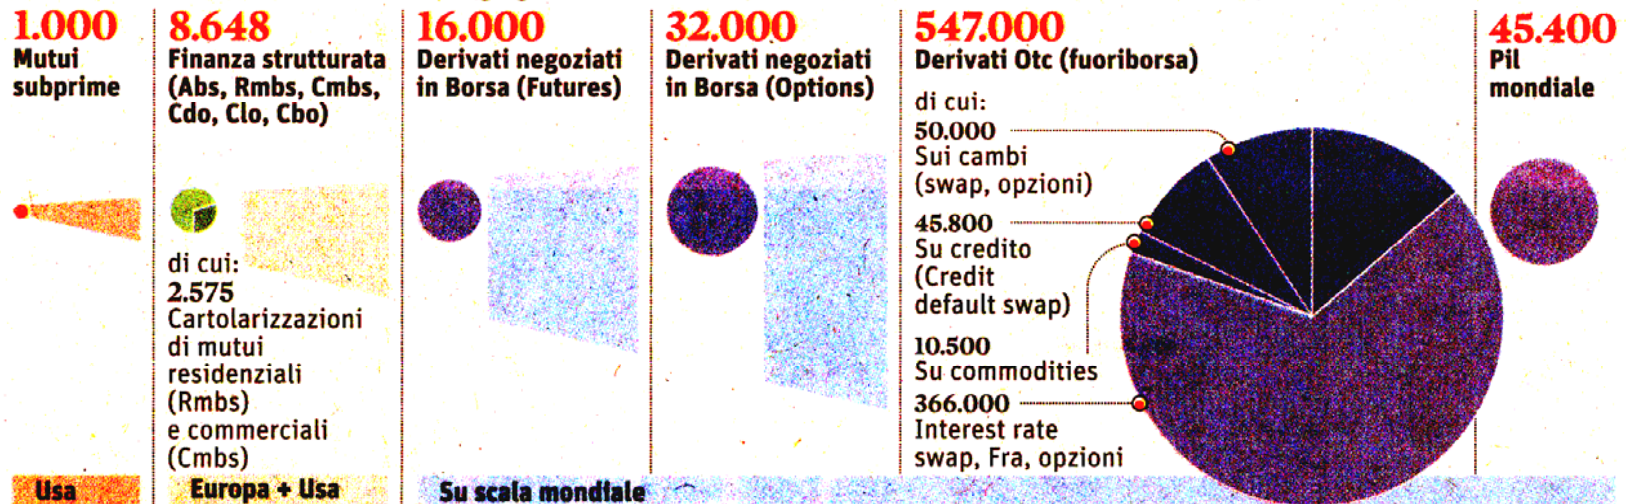 1.000
Mutui
subprime
8.648
Finanza strutturata
(Abs, Rmbs, Cmbs,
Cdo, Clo, Cbo)
di cui:
2.575
Cartolarizzazioni
di mutui
residenziali
(Rmbs)
e commerciali
(Cmbs)
16.000
Derivati negoziati
in Borsa (Futures)
32.000
Derivati negoziati
in Borsa (Options)
547.000
Derivati Otc (fuoriborsa)
di cui:
50.000
Sui cambi
(swap, opzioni)
45.800
Su credito
(Credit
default swap)
10.500
Su commodities
366.000
Interest rate
swap, Fra, opzioni
45.400
Pil
mondiale
Usa
Europa + Usa
Su scala mondiale